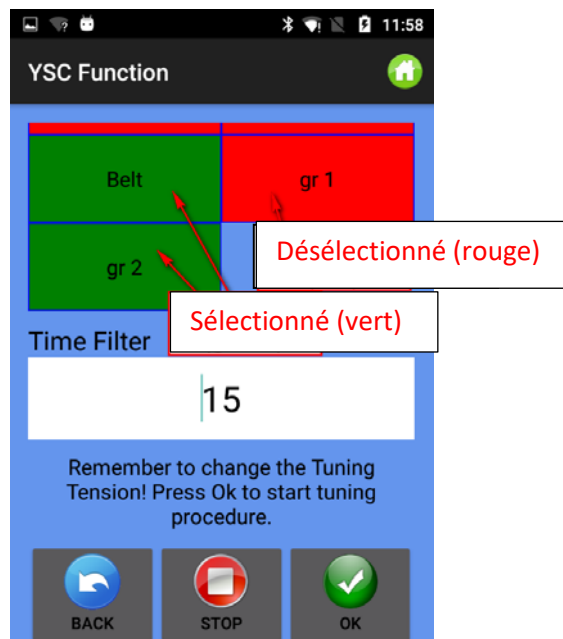 11:58
YSC Function
Belt
gr 1
Désélectionné (rouge)
gr 2
Sélectionné (vert)
Time Filter
15
Remember to change the Tuning
Tension! Press Ok to start tuning
procedure.
BACK
STOP
OK